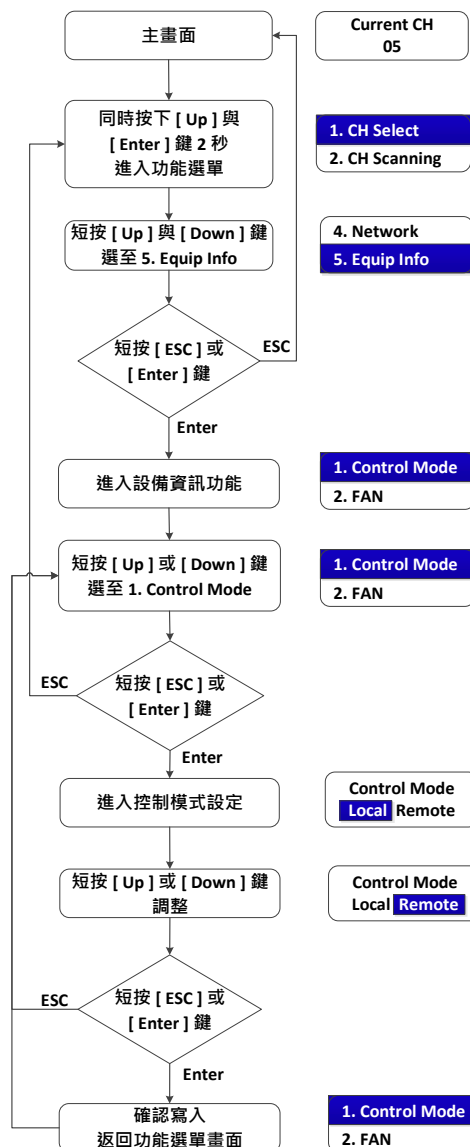 主畫面
Current CH
05
同時按下 [ Up ] 與
[ Enter ] 鍵 2 秒
進入功能選單
1. CH Select
2. CH Scanning
短按 [ Up ] 與 [ Down ] 鍵
選至 5. Equip Info
4. Network
5. Equip Info
短按 [ ESC ] 或
[ Enter ] 鍵
ESC
Enter
進入設備資訊功能
1. Control Mode
2. FAN
短按 [ Up ] 或 [ Down ] 鍵
選至 1. Control Mode
1. Control Mode
2. FAN
ESC
短按 [ ESC ] 或
[ Enter ] 鍵
Enter
進入控制模式設定
Control Mode
Local Remote
短按 [ Up ] 或 [ Down ] 鍵
調整
Control Mode
Local Remote
ESC
短按 [ ESC ] 或
[ Enter ] 鍵
Enter
確認寫入
返回功能選單畫面
1. Control Mode
2. FAN